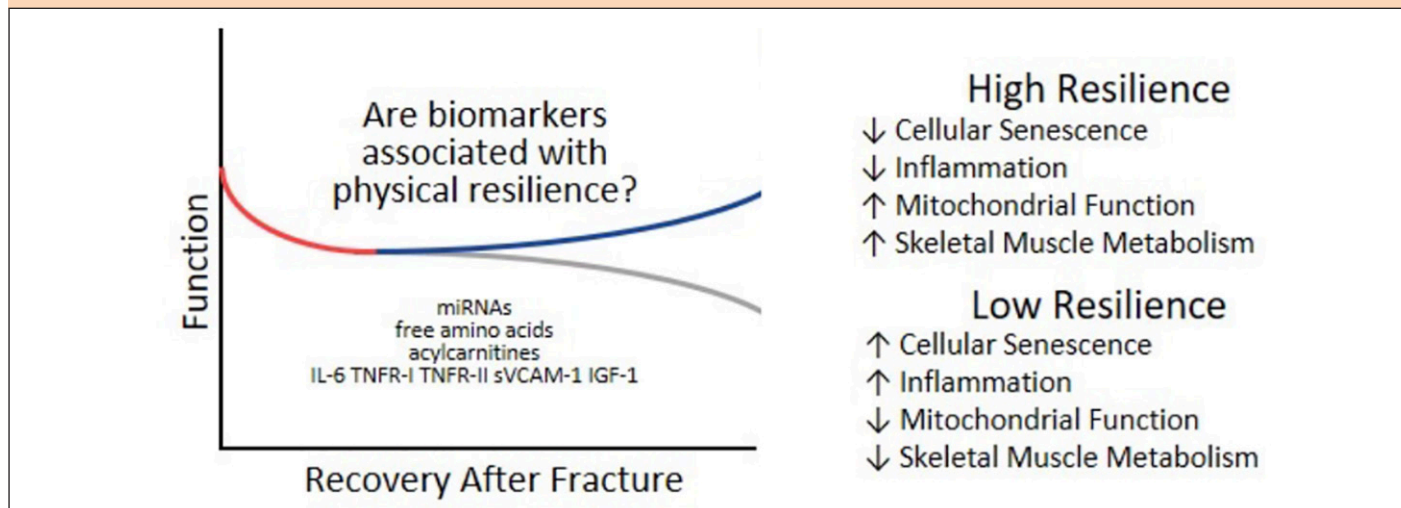 Are biomarkers
associated with
physical resilience?
Function
miRNAs
free amino acids
acylcarnitines
IL-6 TNFR-I TNFR-II sVCAM-1 IGF-1
Recovery After Fracture
High Resilience
↓ Cellular Senescence
↓ Inflammation
↑ Mitochondrial Function
↑ Skeletal Muscle Metabolism
Low Resilience
↑ Cellular Senescence
↑ Inflammation
↓ Mitochondrial Function
↓ Skeletal Muscle Metabolism